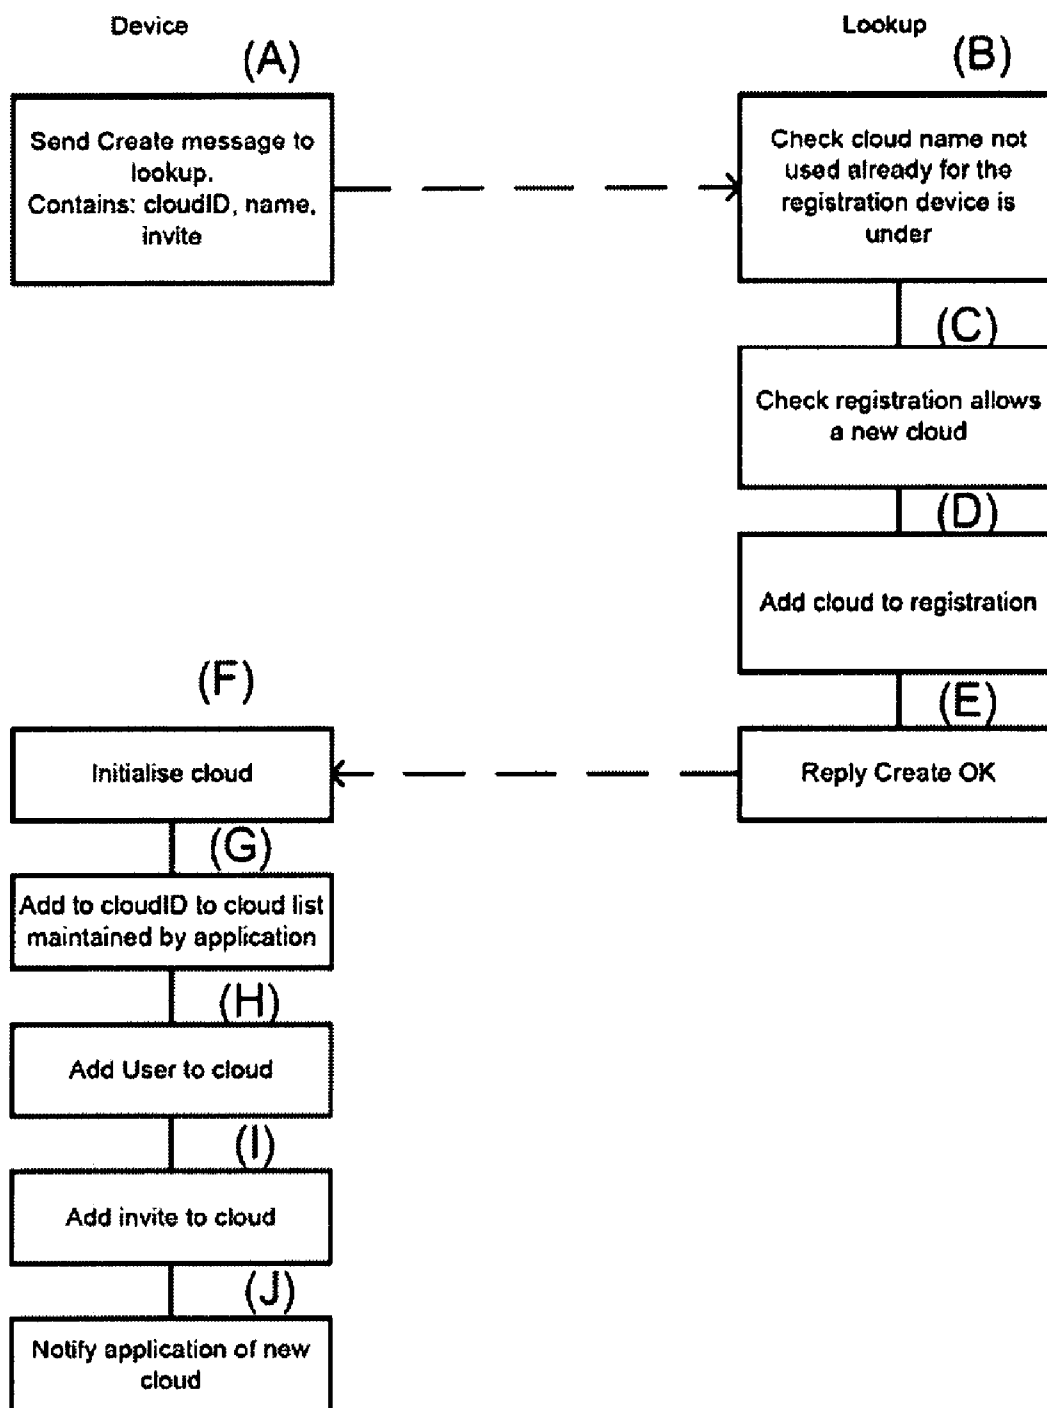 Device
Lookup
(A)
(B)
Send Create message to
lookup.
Contains: cloudID, name,
invite
Check cloud name not
used already for the
registration device is
under
(C)
Check registration allows
a new cloud
(D)
Add cloud to registration
(E)
Reply Create OK
(F)
Initialise cloud
(G)
Add to cloudID to cloud list
maintained by application
(H)
Add User to cloud
(I)
Add invite to cloud
(J)
Notify application of new
cloud